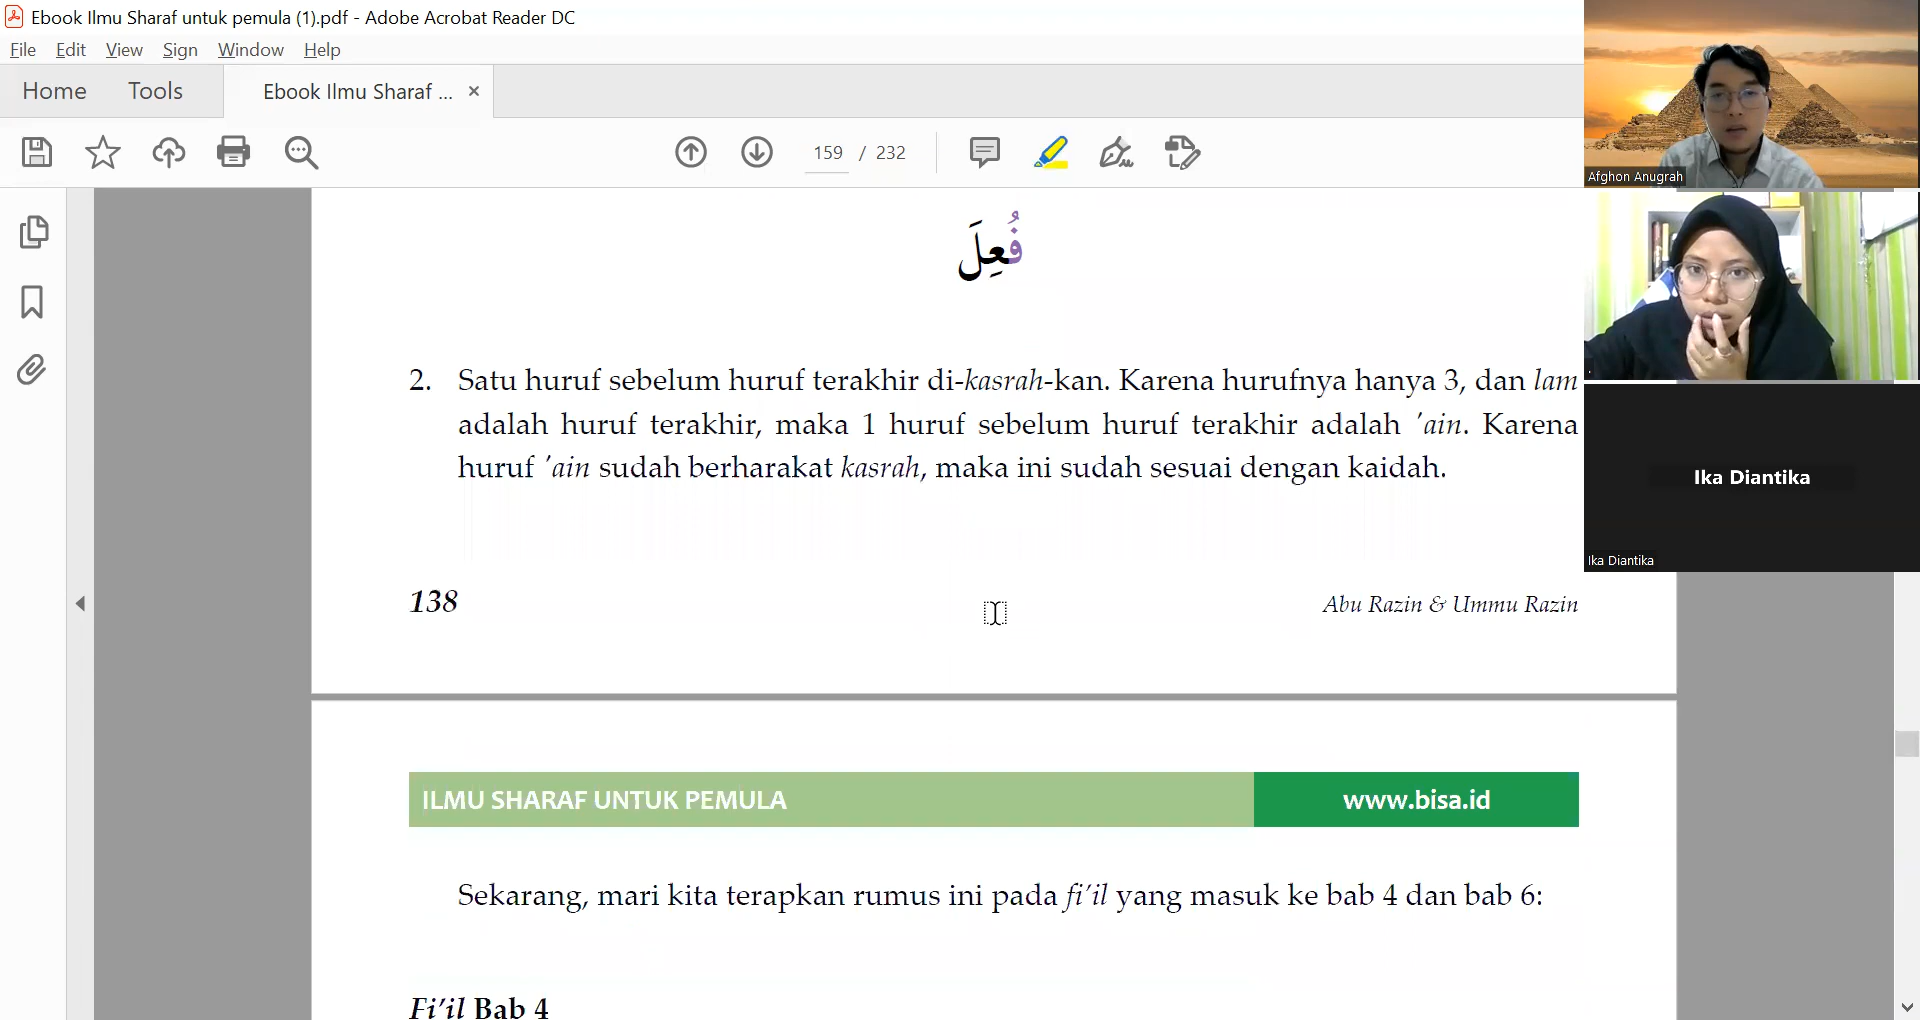 Ebook Ilmu Sharaf untuk pemula (1).pdf - Adobe Acrobat Reader DC
File Edit View Sign Window Help
Home Tools Ebook Ilmu Sharaf ... ×
159 / 232
فُعِلَ
2. Satu huruf sebelum huruf terakhir di-kasrah-kan. Karena hurufnya hanya 3, dan lam
adalah huruf terakhir, maka 1 huruf sebelum huruf terakhir adalah 'ain. Karena
huruf 'ain sudah berharakat kasrah, maka ini sudah sesuai dengan kaidah.
138 Abu Razin & Ummu Razin
ILMU SHARAF UNTUK PEMULA www.bisa.id
Sekarang, mari kita terapkan rumus ini pada fi'il yang masuk ke bab 4 dan bab 6:
Fi'il Bab 4
Afghon Anugrah
Ika Diantika
Ika Diantika